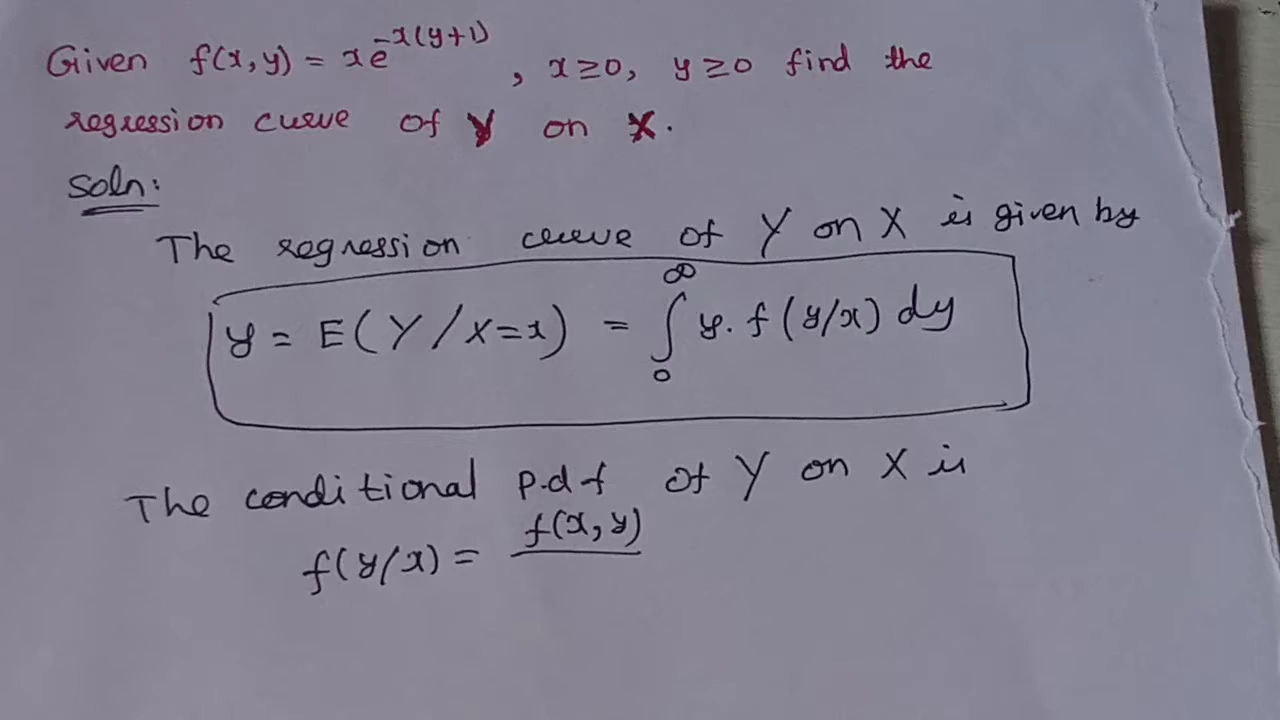 Given f(x,y) = xe^{-x(y+1)}, x≥0, y≥0 find the
regression curve of Y on X.
Soln:
The regression curve of Y on X is given by
y = E(Y/X=x) = ∫_0^∞ y. f(y/x) dy
The conditional p.d.f of Y on X is
f(y/x) = f(x,y)